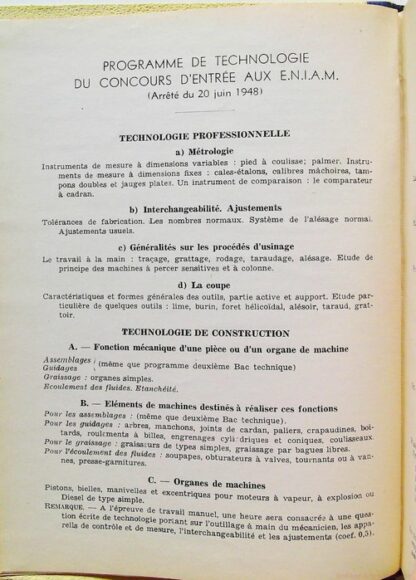 PROGRAMME DE TECHNOLOGIE
DU CONCOURS D'ENTRÉE AUX E.N.I.A.M.
(Arrêté du 20 juin 1948)
TECHNOLOGIE PROFESSIONNELLE
a) Métrologie
Instruments de mesure à dimensions variables : pied à coulisse; palmer. Instru-
ments de mesure à dimensions fixes : cales-étalons, calibres mâchoires, tam-
pons doubles et jauges plates. Un instrument de comparaison : le comparateur
à cadran.
b) Interchangeabilité. Ajustements
Tolérances de fabrication. Les nombres normaux. Système de l'alésage normal.
Ajustements usuels.
c) Généralités sur les procédés d'usinage
Le travail à la main : traçage, grattage, rodage, taraudage, alésage. Etude de
principe des machines à percer sensitives et à colonne.
d) La coupe
Caractéristiques et formes générales des outils, partie active et support. Etude par-
ticulière de quelques outils : lime, burin, foret hélicoïdal, alésoir, taraud, grat-
toir.
TECHNOLOGIE DE CONSTRUCTION
A. — Fonction mécanique d'une pièce ou d'un organe de machine
Assemblages
Guidages (même que programme deuxième Bac technique)
Graissage : organes simples.
Ecoulement des fluides. Etanchéité.
B. — Eléments de machines destinés à réaliser ces fonctions
Pour les assemblages : (même que deuxième Bac technique).
Pour les guidages : arbres, manchons, joints de cardan, paliers, crapaudines, boi-
tards, roulements à billes, engrenages cylindriques et coniques, coulisseaux.
Pour le graissage : graisseurs de types simples, graissage par bagues libres.
Pour l'écoulement des fluides : soupapes, obturateurs à valves, tournants ou à van-
nes, presse-garnitures.
C. — Organes de machines
Pistons, bielles, manivelles et excentriques pour moteurs à vapeur, à explosion ou
Diesel de type simple.
REMARQUE. — A l'épreuve de travail manuel, une heure sera consacrée à une ques-
tion écrite de technologie portant sur l'outillage à main du mécanicien, les appa-
reils de contrôle et de mesure, l'interchangeabilité et les ajustements (coef. 0,5).